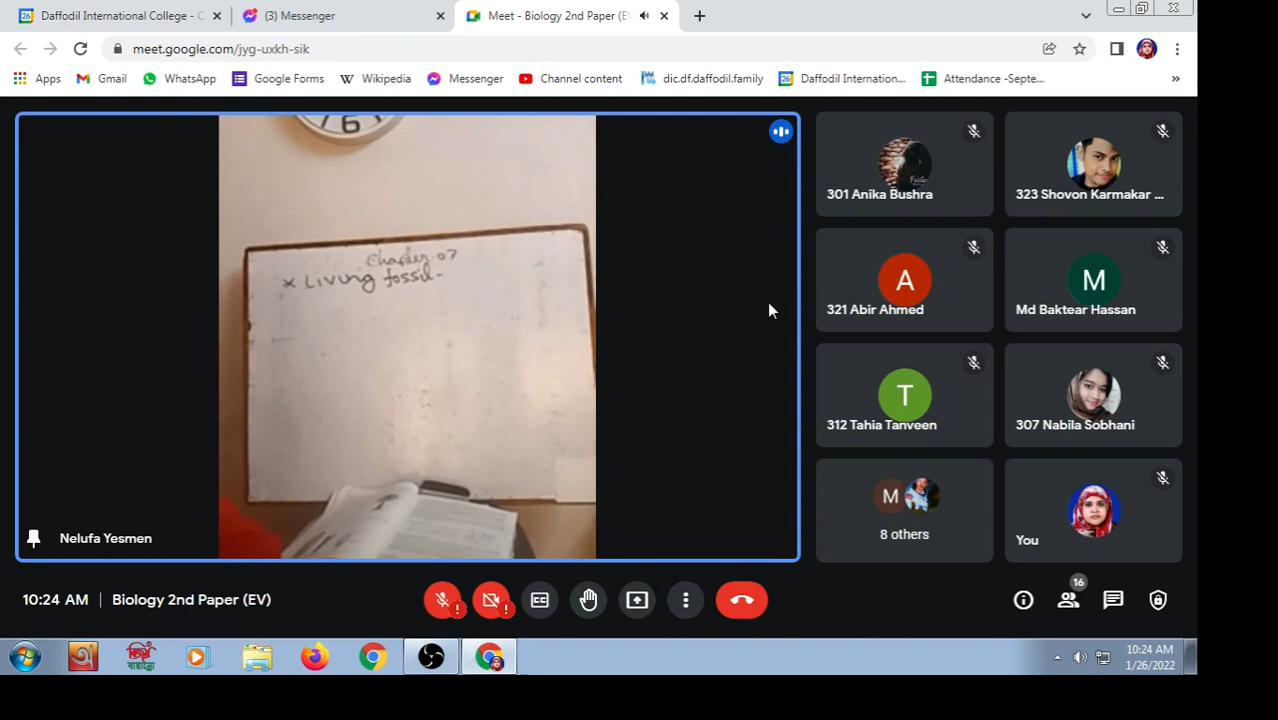 Daffodil International College - C
(3) Messenger
Meet - Biology 2nd Paper (EV
meet.google.com/jyg-uxkh-sik
Apps
Gmail
WhatsApp
Google Forms
Wikipedia
Messenger
Channel content
dic.df.daffodil.family
Daffodil Internation...
Attendance -Septe...
»
6
Chapter-07
× Living fossil-
Nelufa Yesmen
301 Anika Bushra
323 Shovon Karmakar ...
A
321 Abir Ahmed
M
Md Baktear Hassan
T
312 Tahia Tanveen
307 Nabila Sobhani
M
8 others
You
10:24 AM | Biology 2nd Paper (EV)
16
10:24 AM
1/26/2022